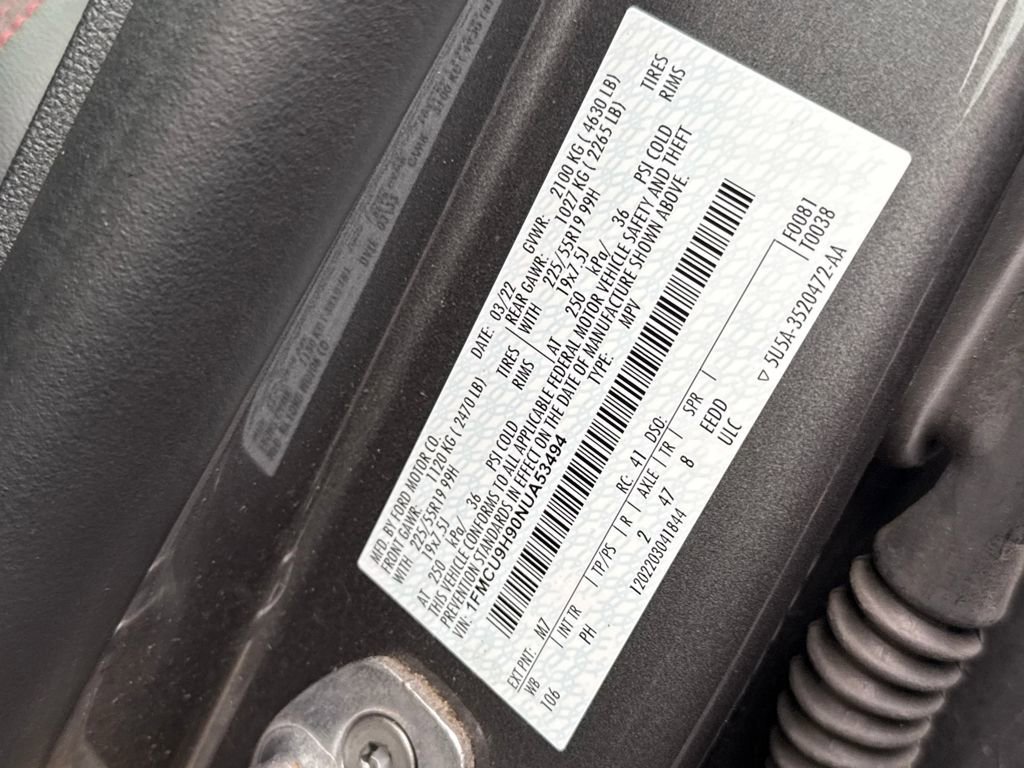 MFD. BY FORD MOTOR CO.
DATE: 03/22 GVWR: 2100 KG ( 4630 LB)
FRONT GAWR: 1120 KG ( 2470 LB) REAR GAWR: 1027 KG ( 2265 LB)
WITH 225/55R19 99H TIRES WITH 225/55R19 99H TIRES
19x7.5J RIMS 19x7.5J RIMS
AT 250 kPa/ 36 PSI COLD AT 250 kPa/ 36 PSI COLD
THIS VEHICLE CONFORMS TO ALL APPLICABLE FEDERAL MOTOR VEHICLE SAFETY AND THEFT
PREVENTION STANDARDS IN EFFECT ON THE DATE OF MANUFACTURE SHOWN ABOVE.
VIN: 1FMCU9H90NUA53494 TYPE: MPV
F0081
T0038
EXT PNT: M7 RC: 41 DSO:
WB INT TR TP/PS R AXLE TR SPR
106 PH 2 47 8 EEDD
1202203041844 ULC
▽ 5U5A-3520472-AA